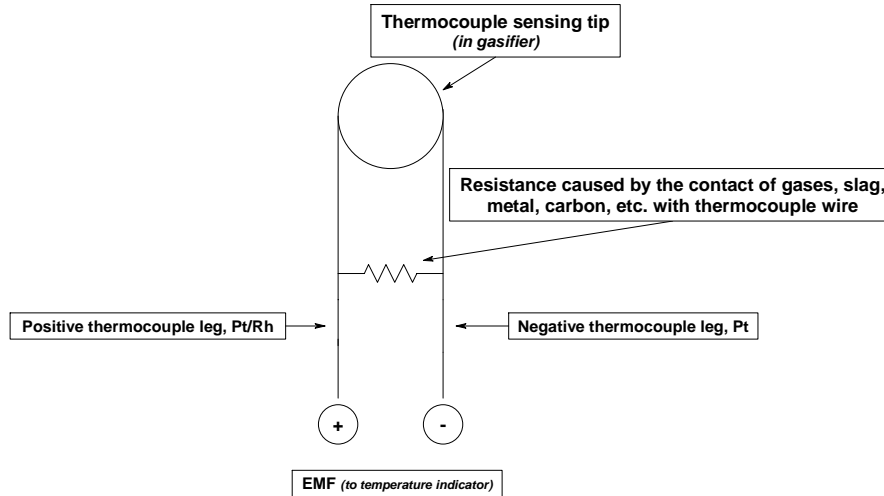 Thermocouple sensing tip
(in gasifier)
Resistance caused by the contact of gases, slag,
metal, carbon, etc. with thermocouple wire
Positive thermocouple leg, Pt/Rh
Negative thermocouple leg, Pt
+
-
EMF (to temperature indicator)